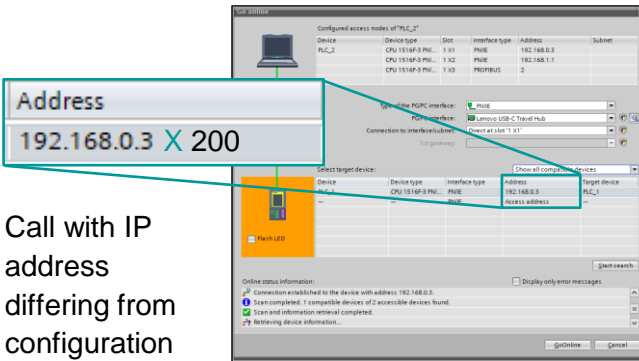 Go online
Configured access nodes of "PLC_2"
Device Device type Slot Interface type Address Subnet
PLC_2 CPU 1516F-3 PN/... 1 X1 PN/IE 192.168.0.3
CPU 1516F-3 PN/... 1 X2 PN/IE 192.168.1.1
CPU 1516F-3 PN/... 1 X3 PROFIBUS 2
Address
192.168.0.3 X 200
Type of the PG/PC interface: PN/IE
PG/PC interface: Lenovo USB-C Travel Hub
Connection to interface/subnet: Direct at slot '1 X1'
1st gateway:
Select target device: Show all compatible devices
Device Device type Interface type Address Target device
PLC_1 CPU 1516F-3 PN/... PN/IE 192.168.0.3 PLC_1
— — PN/IE Access address —
Flash LED
Call with IP
address
differing from
configuration
Start search
Online status information: Display only error messages
Connection established to the device with address 192.168.0.3.
Scan completed. 1 compatible devices of 2 accessible devices found.
Scan and information retrieval completed.
Retrieving device information...
GoOnline Cancel